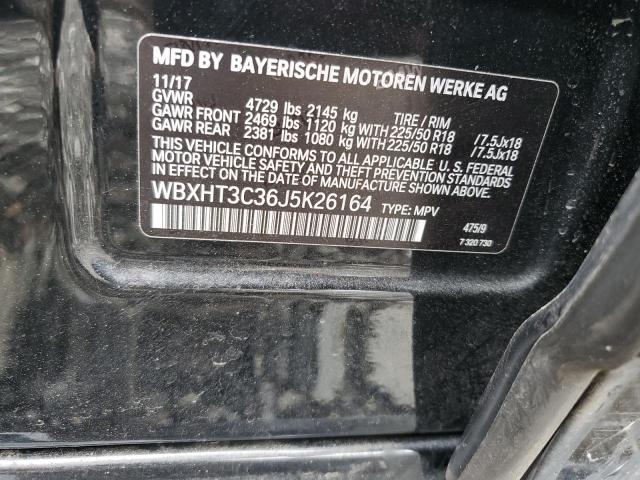 MFD BY BAYERISCHE MOTOREN WERKE AG
11/17
GVWR 4729 lbs 2145 kg TIRE / RIM
GAWR FRONT 2469 lbs 1120 kg WITH 225/50 R18 /7.5Jx18
GAWR REAR 2381 lbs 1080 kg WITH 225/50 R18 /7.5Jx18
THIS VEHICLE CONFORMS TO ALL APPLICABLE U.S. FEDERAL
MOTOR VEHICLE SAFETY, BUMPER, AND THEFT PREVENTION
STANDARDS IN EFFECT ON THE DATE OF MANUFACTURE SHOWN ABOVE.
WBXHT3C36J5K26164 TYPE: MPV
475/9
7 320 730